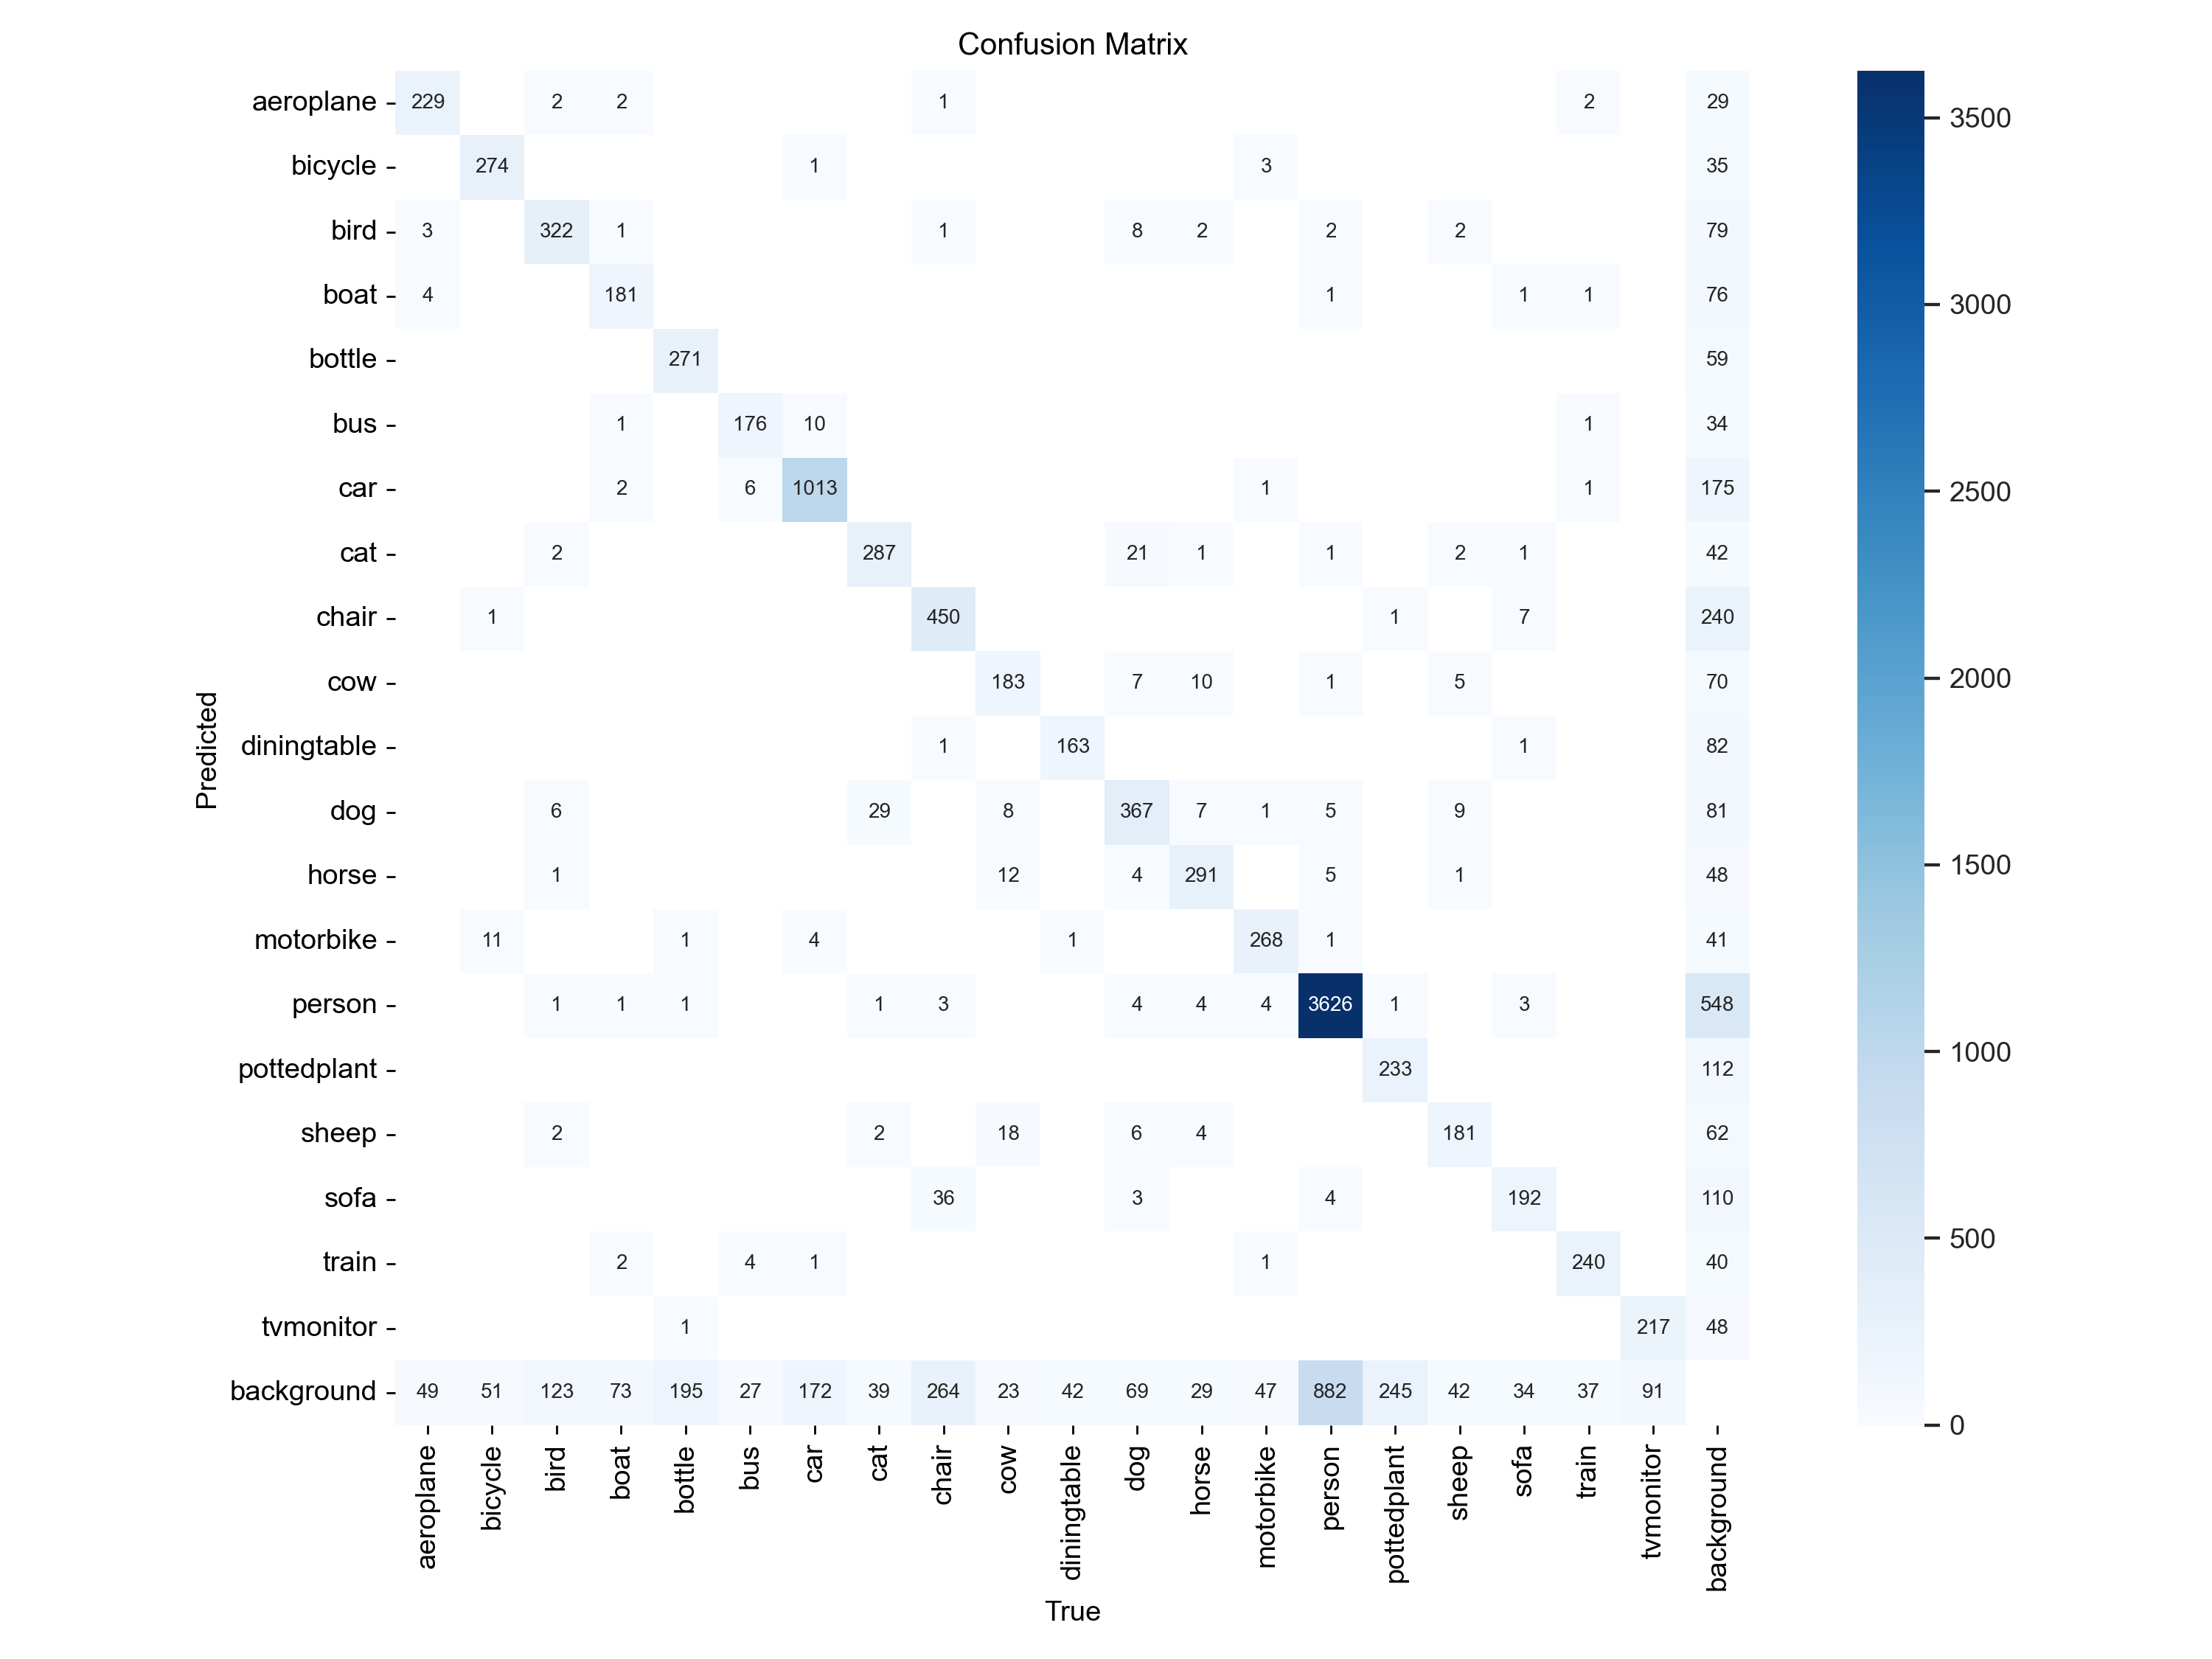 Confusion Matrix
aeroplane 229 2 2 1 2 29
bicycle 274 1 3 35
bird 3 322 1 1 8 2 2 2 79
boat 4 181 1 1 1 76
bottle 271 59
bus 1 176 10 1 34
car 2 6 1013 1 1 175
cat 2 287 21 1 1 2 1 42
chair 1 450 1 7 240
cow 183 7 10 1 5 70
diningtable 1 163 1 82
dog 6 29 8 367 7 1 5 9 81
horse 1 12 4 291 5 1 48
motorbike 11 1 4 1 268 1 41
person 1 1 1 1 3 4 4 4 3626 1 3 548
pottedplant 233 112
sheep 2 2 18 6 4 181 62
sofa 36 3 4 192 110
train 2 4 1 1 240 40
tvmonitor 1 217 48
background 49 51 123 73 195 27 172 39 264 23 42 69 29 47 882 245 42 34 37 91
aeroplane bicycle bird boat bottle bus car cat chair cow diningtable dog horse motorbike person pottedplant sheep sofa train tvmonitor background
True
Predicted
3500
3000
2500
2000
1500
1000
500
0